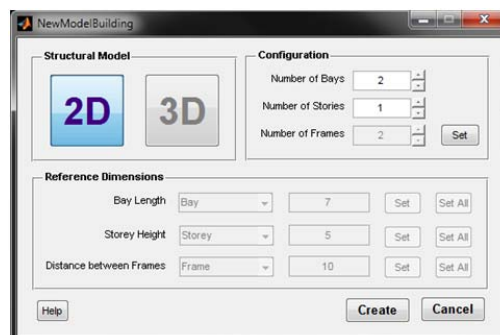 NewModelBuilding
Structural Model
2D 3D
Configuration
Number of Bays 2
Number of Stories 1
Number of Frames 2 Set
Reference Dimensions
Bay Length Bay 7 Set Set All
Storey Height Storey 5 Set Set All
Distance between Frames Frame 10 Set Set All
Help Create Cancel